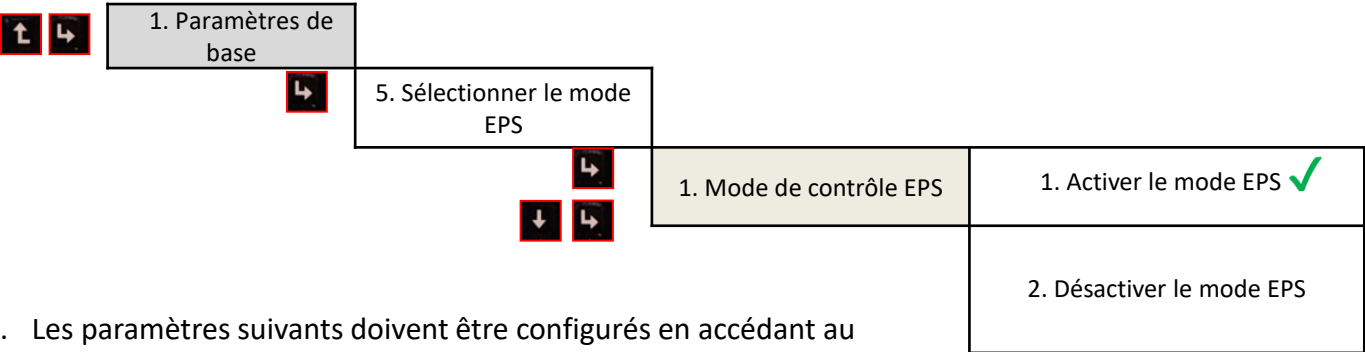 1. Paramètres de
base
5. Sélectionner le mode
EPS
1. Mode de contrôle EPS
1. Activer le mode EPS
2. Désactiver le mode EPS
. Les paramètres suivants doivent être configurés en accédant au